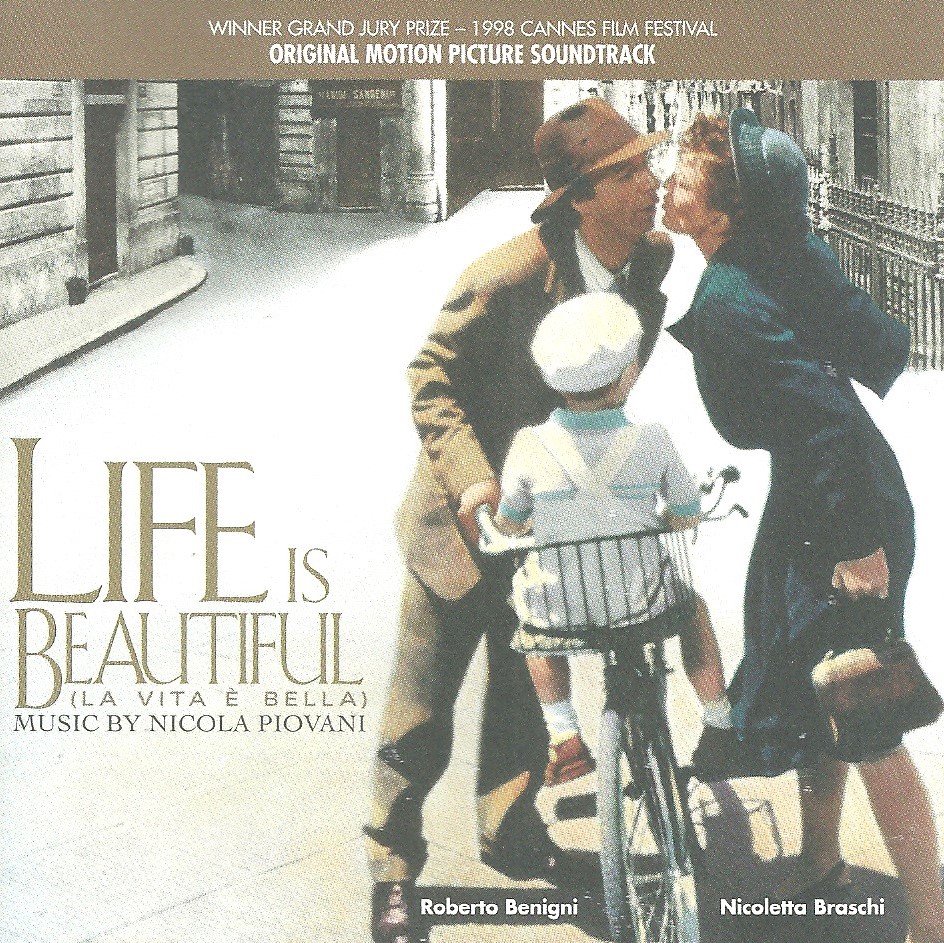 WINNER GRAND JURY PRIZE – 1998 CANNES FILM FESTIVAL
ORIGINAL MOTION PICTURE SOUNDTRACK
LIFE IS
BEAUTIFUL
(LA VITA È BELLA)
MUSIC BY NICOLA PIOVANI
Roberto Benigni
Nicoletta Braschi